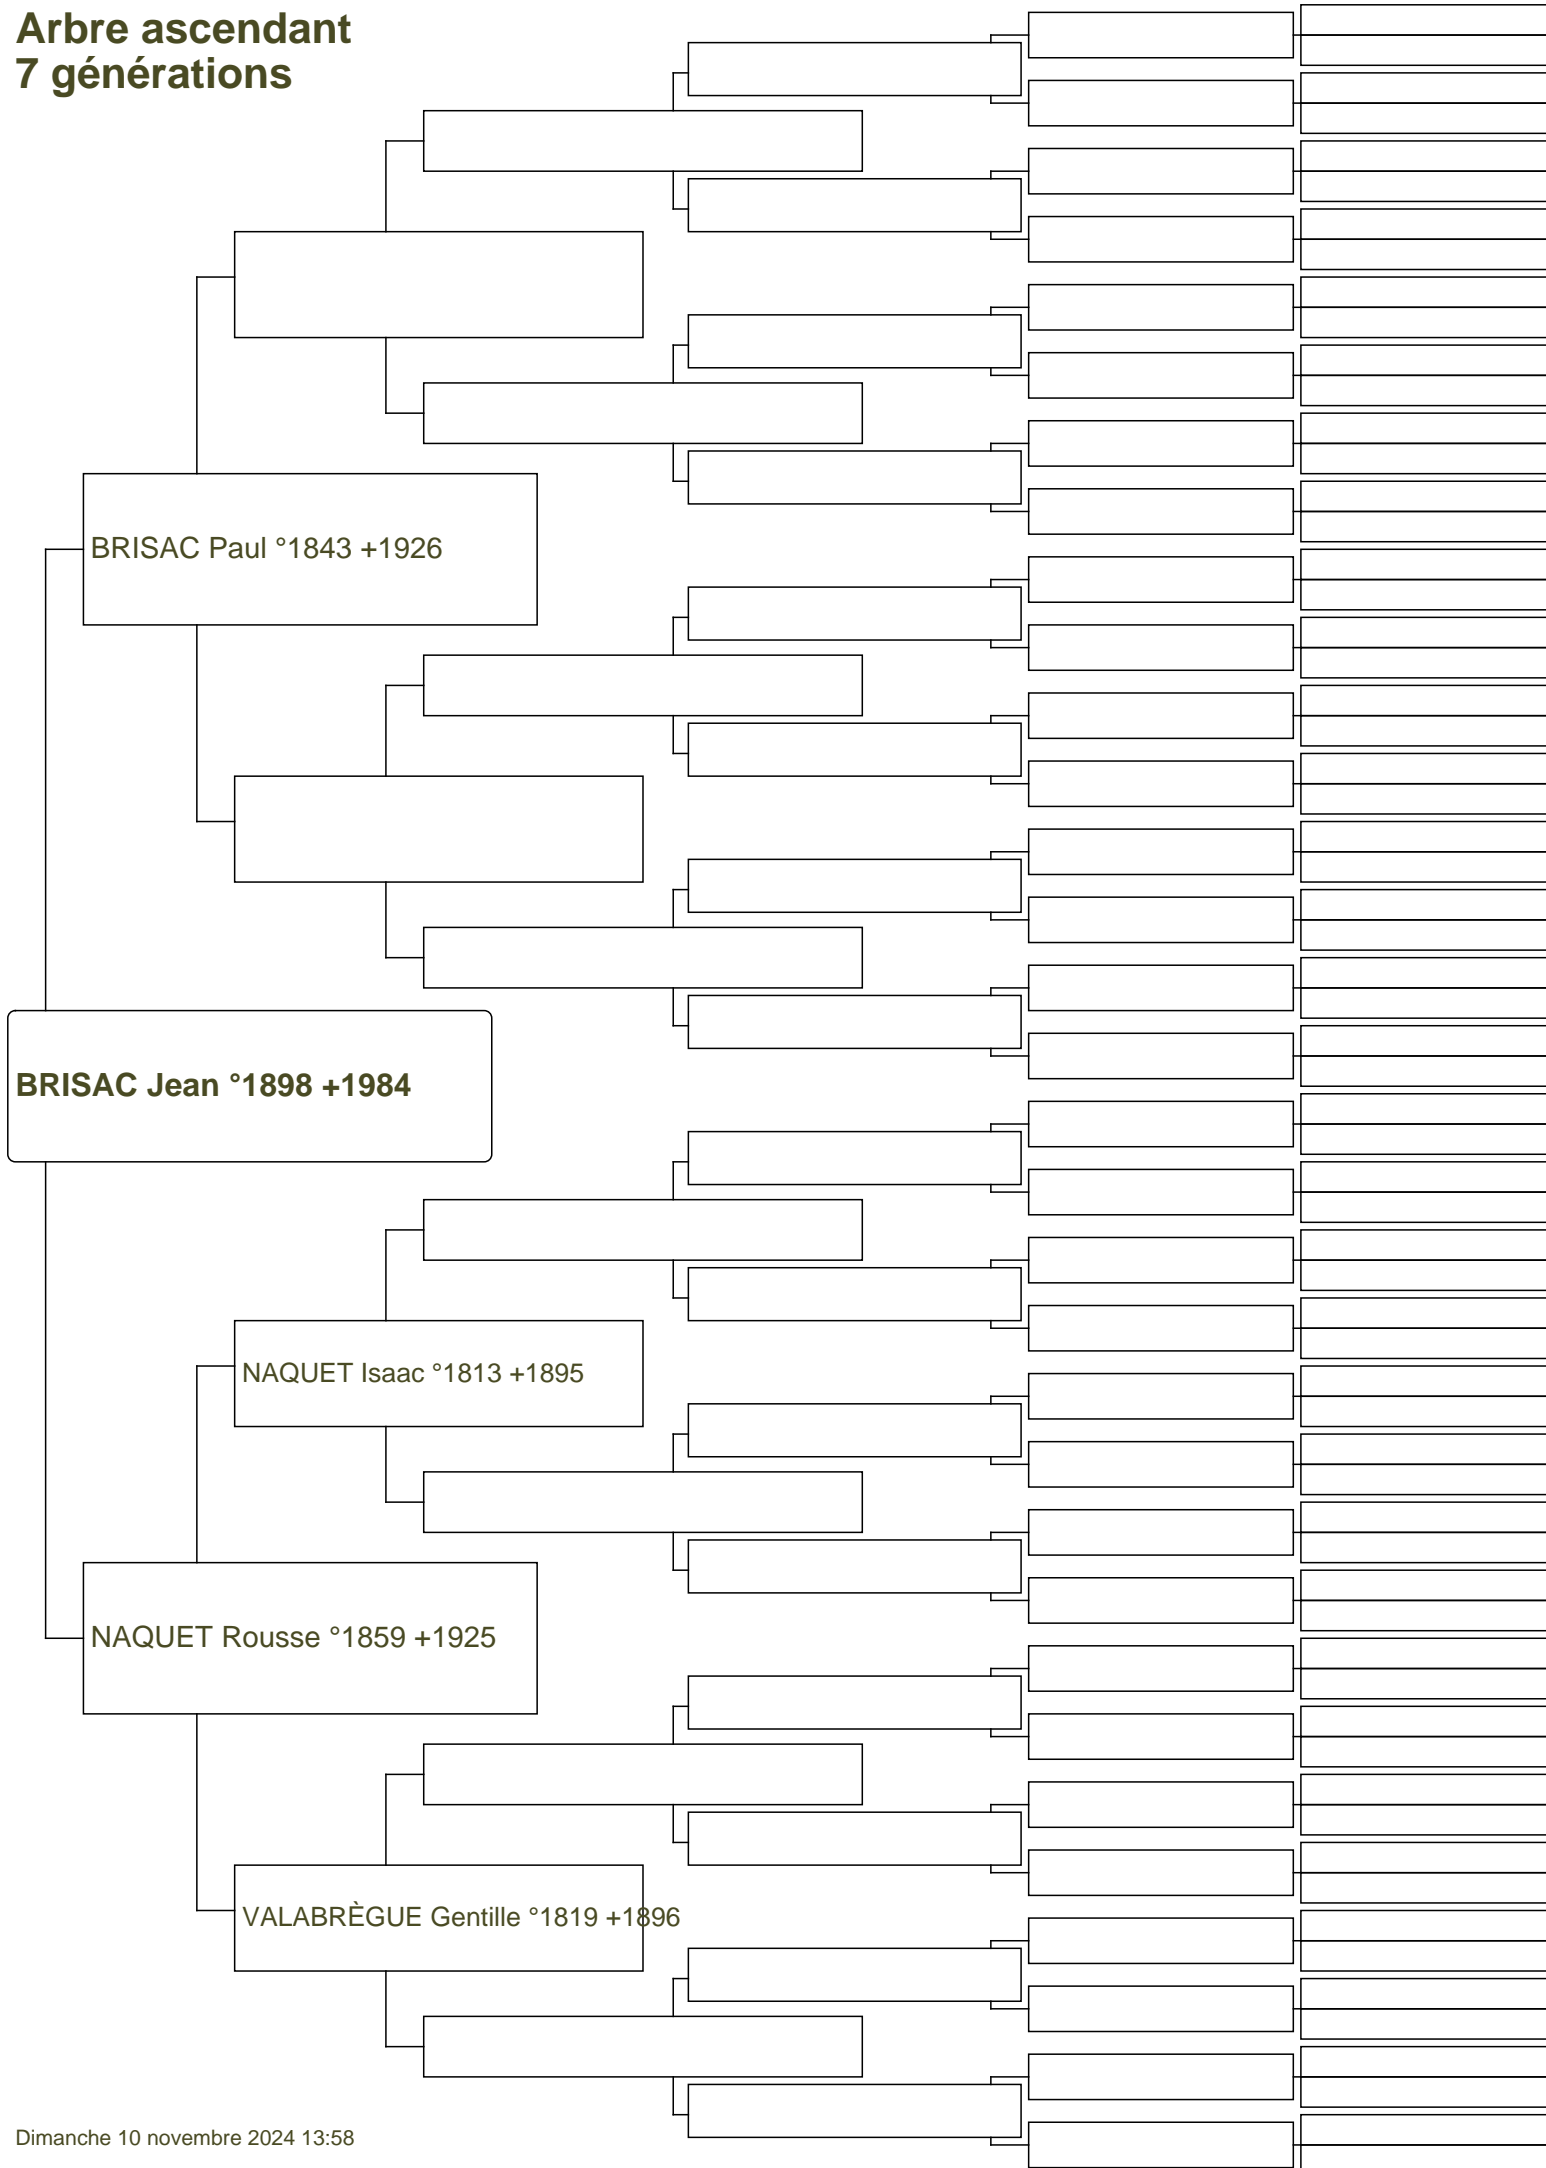 Arbre ascendant
7 générations
BRISAC Paul °1843 +1926
BRISAC Jean °1898 +1984
NAQUET Isaac °1813 +1895
NAQUET Rousse °1859 +1925
VALABRÈGUE Gentille °1819 +1896
Dimanche 10 novembre 2024 13:58